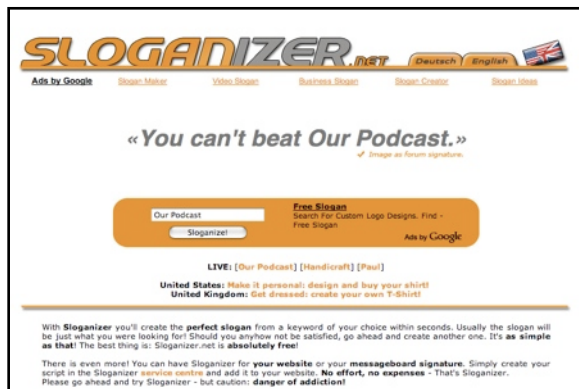 SLOGANIZER.NET
Deutsch English
Ads by Google Slogan Maker Video Slogan Business Slogan Slogan Creator Slogan Ideas
«You can't beat Our Podcast.»
✓ Image as forum signature.
Our Podcast
Sloganize!
Free Slogan
Search For Custom Logo Designs. Find -
Free Slogan
Ads by Google
LIVE: [Our Podcast] [Handicraft] [Paul]
United States: Make it personal: design and buy your shirt!
United Kingdom: Get dressed: create your own T-Shirt!
With Sloganizer you'll create the perfect slogan from a keyword of your choice within seconds. Usually the slogan will
be just what you were looking for! Should you anyhow not be satisfied, go ahead and create another one. It's as simple
as that! The best thing is: Sloganizer.net is absolutely free!
There is even more! You can have Sloganizer for your website or your messageboard signature. Simply create your
script in the Sloganizer service centre and add it to your website. No effort, no expenses - That's Sloganizer.
Please go ahead and try Sloganizer - but caution: danger of addiction!